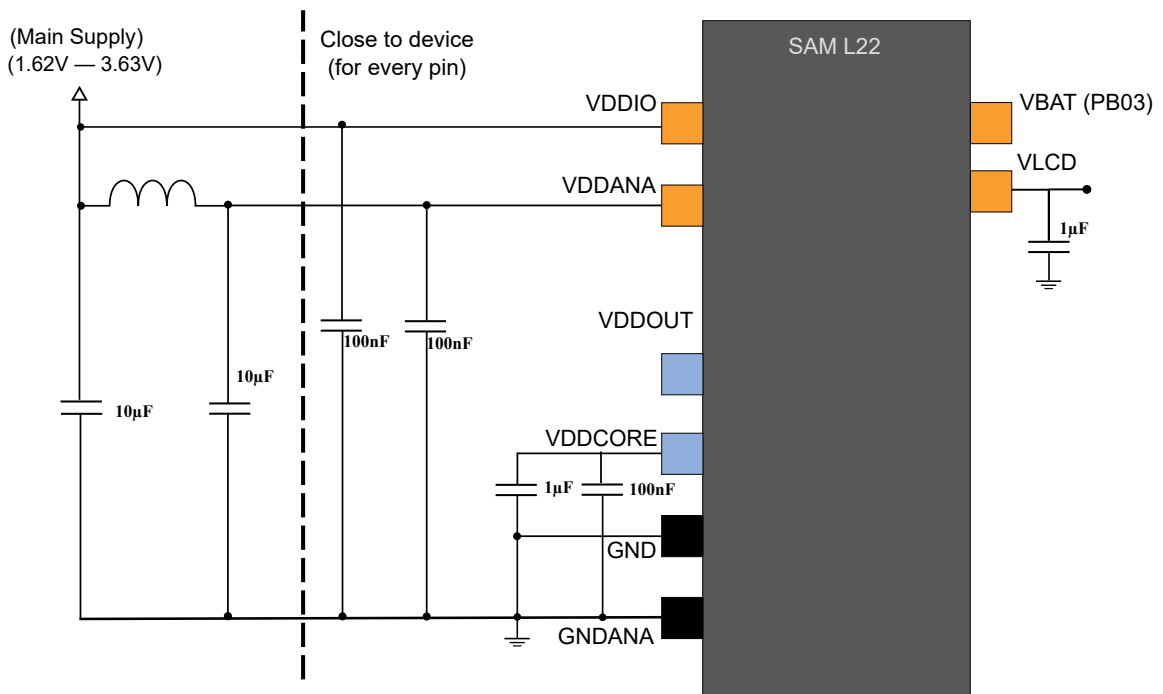 (Main Supply)
(1.62V — 3.63V)
Close to device
(for every pin)
SAM L22
VDDIO
VBAT (PB03)
VDDANA
VLCD
1µF
VDDOUT
100nF
100nF
10µF
10µF
VDDCORE
1µF
100nF
GND
GNDANA